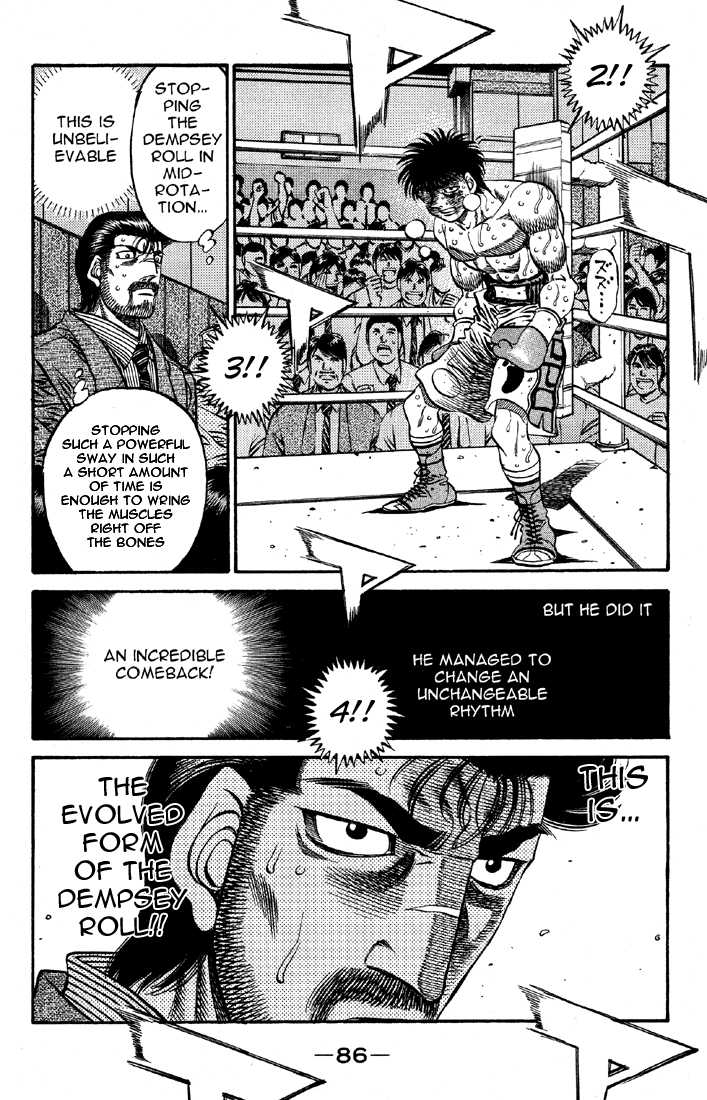 2!!
STOP-
PING
THE
DEMPSEY
ROLL IN
MID-
ROTA-
TION...
THIS IS
UNBELI-
EVABLE
ズズ…
3!!
STOPPING
SUCH A POWERFUL
SWAY IN SUCH
A SHORT AMOUNT
OF TIME IS
ENOUGH TO WRING
THE MUSCLES
RIGHT OFF
THE BONES
BUT HE DID IT
HE MANAGED TO
CHANGE AN
UNCHANGEABLE
RHYTHM
AN INCREDIBLE
COMEBACK!
4!!
THIS
IS...
THE
EVOLVED
FORM
OF THE
DEMPSEY
ROLL!!
—86—